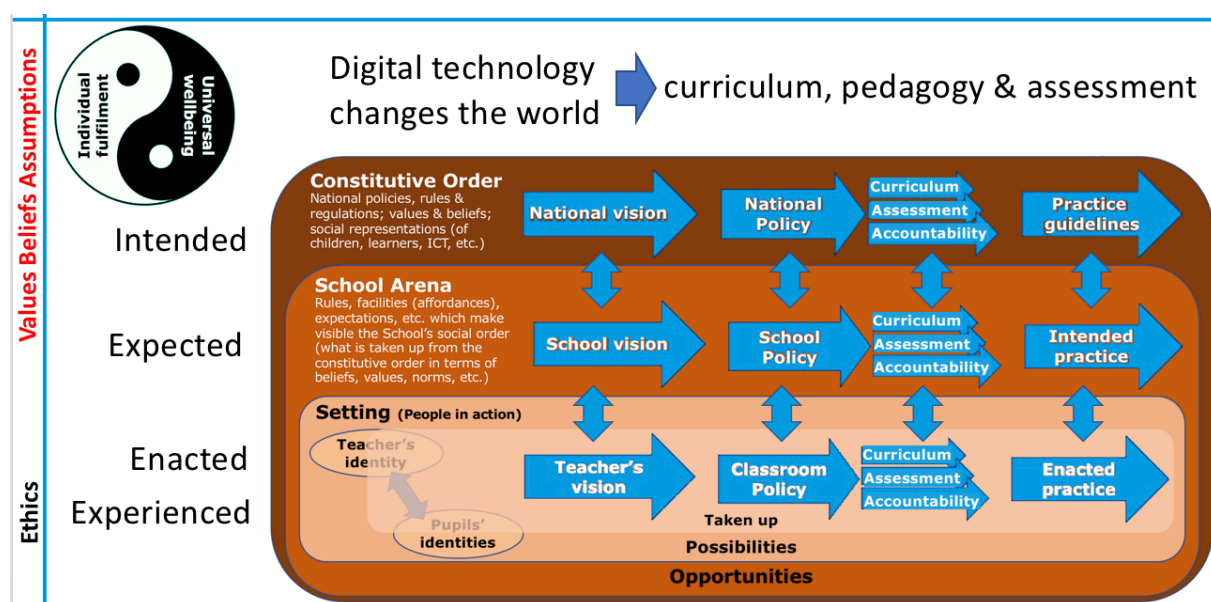 Values Beliefs Assumptions
Ethics
Individual
fulfilment
Universal
wellbeing
Digital technology
changes the world
curriculum, pedagogy & assessment
Intended
Expected
Enacted
Experienced
Constitutive Order
National policies, rules &
regulations; values & beliefs;
social representations (of
children, learners, ICT, etc.)
National vision
National
Policy
Curriculum
Assessment
Accountability
Practice
guidelines
School Arena
Rules, facilities (affordances),
expectations, etc. which make
visible the School's social order
(what is taken up from the
constitutive order in terms of
beliefs, values, norms, etc.)
School vision
School
Policy
Curriculum
Assessment
Accountability
Intended
practice
Setting (People in action)
Teacher's
identity
Pupils'
identities
Teacher's
vision
Classroom
Policy
Curriculum
Assessment
Accountability
Enacted
practice
Taken up
Possibilities
Opportunities